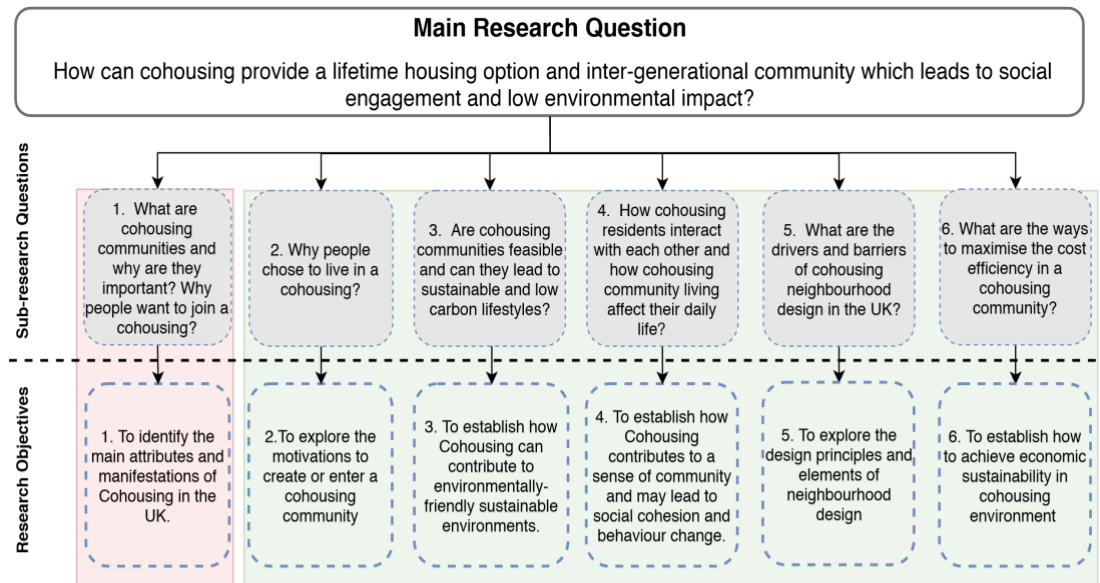 Main Research Question
How can cohousing provide a lifetime housing option and inter-generational community which leads to social
engagement and low environmental impact?
Sub-research Questions
1. What are
cohousing
communities and
why are they
important? Why
people want to join a
cohousing?
2. Why people
chose to live in a
cohousing?
3. Are cohousing
communities feasible
and can they lead to
sustainable and low
carbon lifestyles?
4. How cohousing
residents interact
with each other and
how cohousing
community living
affect their daily
life?
5. What are the
drivers and barriers
of cohousing
neighbourhood
design in the UK?
6. What are the ways
to maximise the cost
efficiency in a
cohousing
community?
Research Objectives
1. To identify the
main attributes and
manifestations of
Cohousing in the
UK.
2.To explore the
motivations to
create or enter a
cohousing
community
3. To establish how
Cohousing can
contribute to
environmentally-
friendly sustainable
environments.
4. To establish how
Cohousing
contributes to a
sense of community
and may lead to
social cohesion and
behaviour change.
5. To explore the
design principles and
elements of
neighbourhood
design
6. To establish how
to achieve economic
sustainability in
cohousing
environment